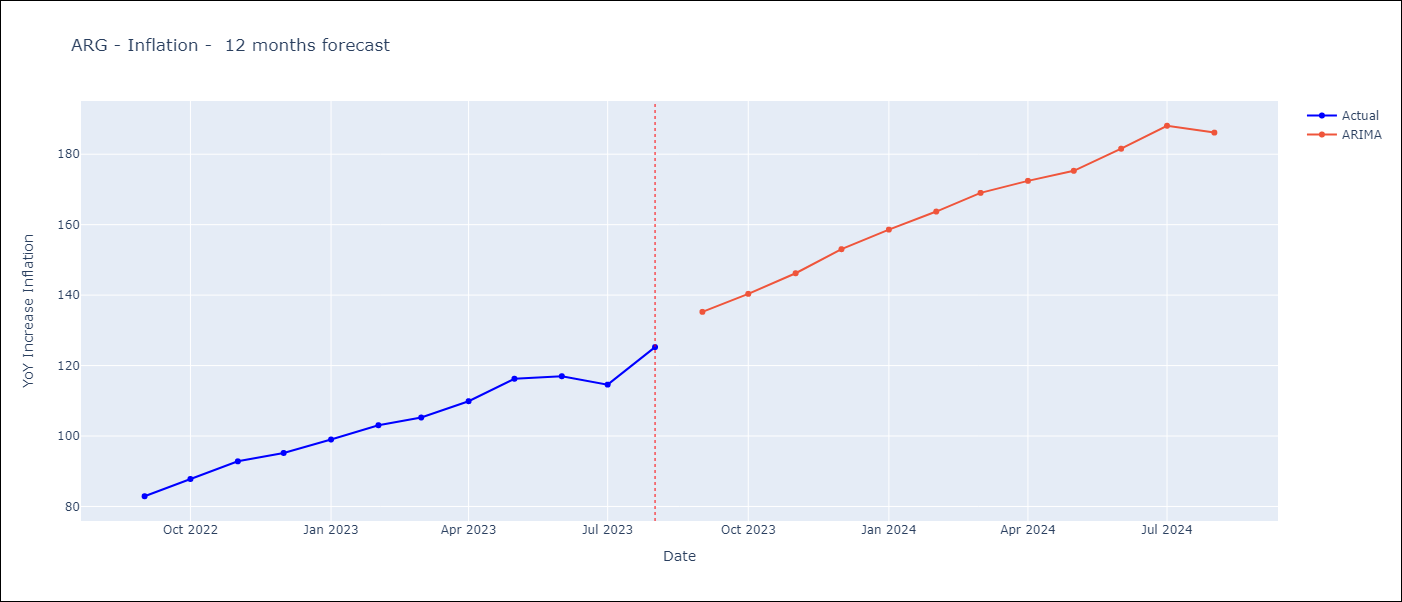 ARG - Inflation -  12 months forecast
Actual
ARIMA
YoY Increase Inflation
180
160
140
120
100
80
Oct 2022
Jan 2023
Apr 2023
Jul 2023
Oct 2023
Jan 2024
Apr 2024
Jul 2024
Date